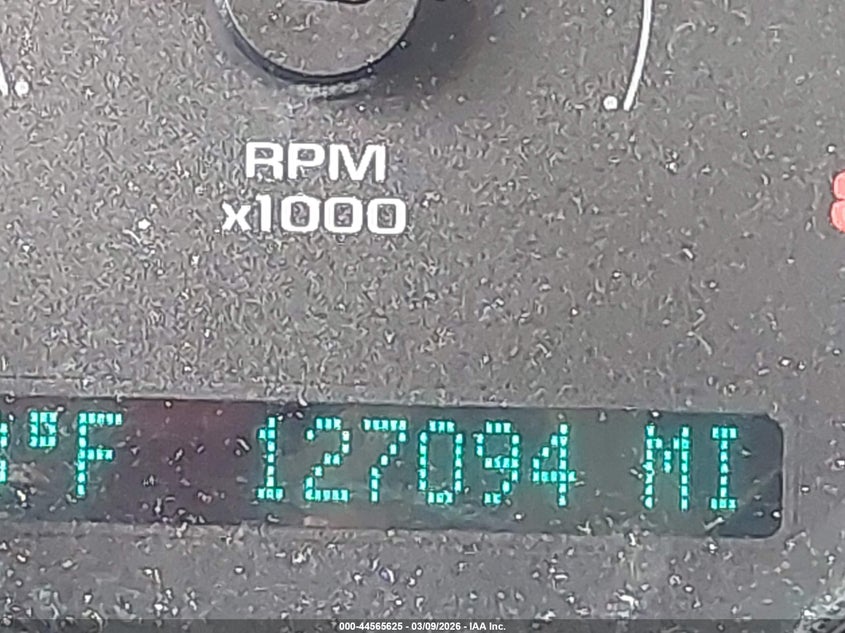 RPM
x1000
°F 127094 MI
000-44565625 - 03/09/2026 - IAA Inc.